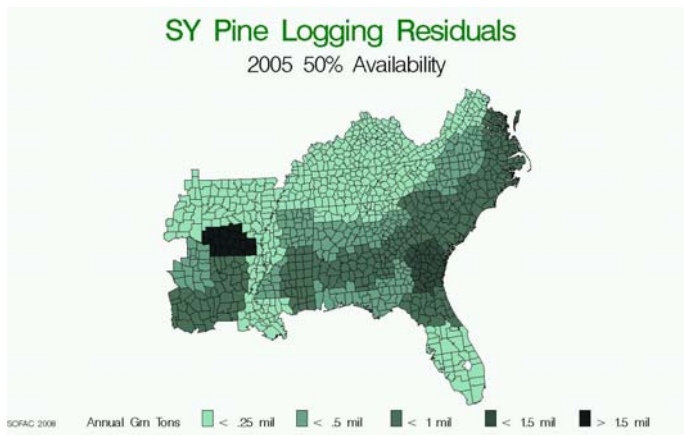 SY Pine Logging Residuals
2005 50% Availability
SOFAC 2008 Annual Grn Tons < .25 mil < .5 mil < 1 mil < 1.5 mil > 1.5 mil